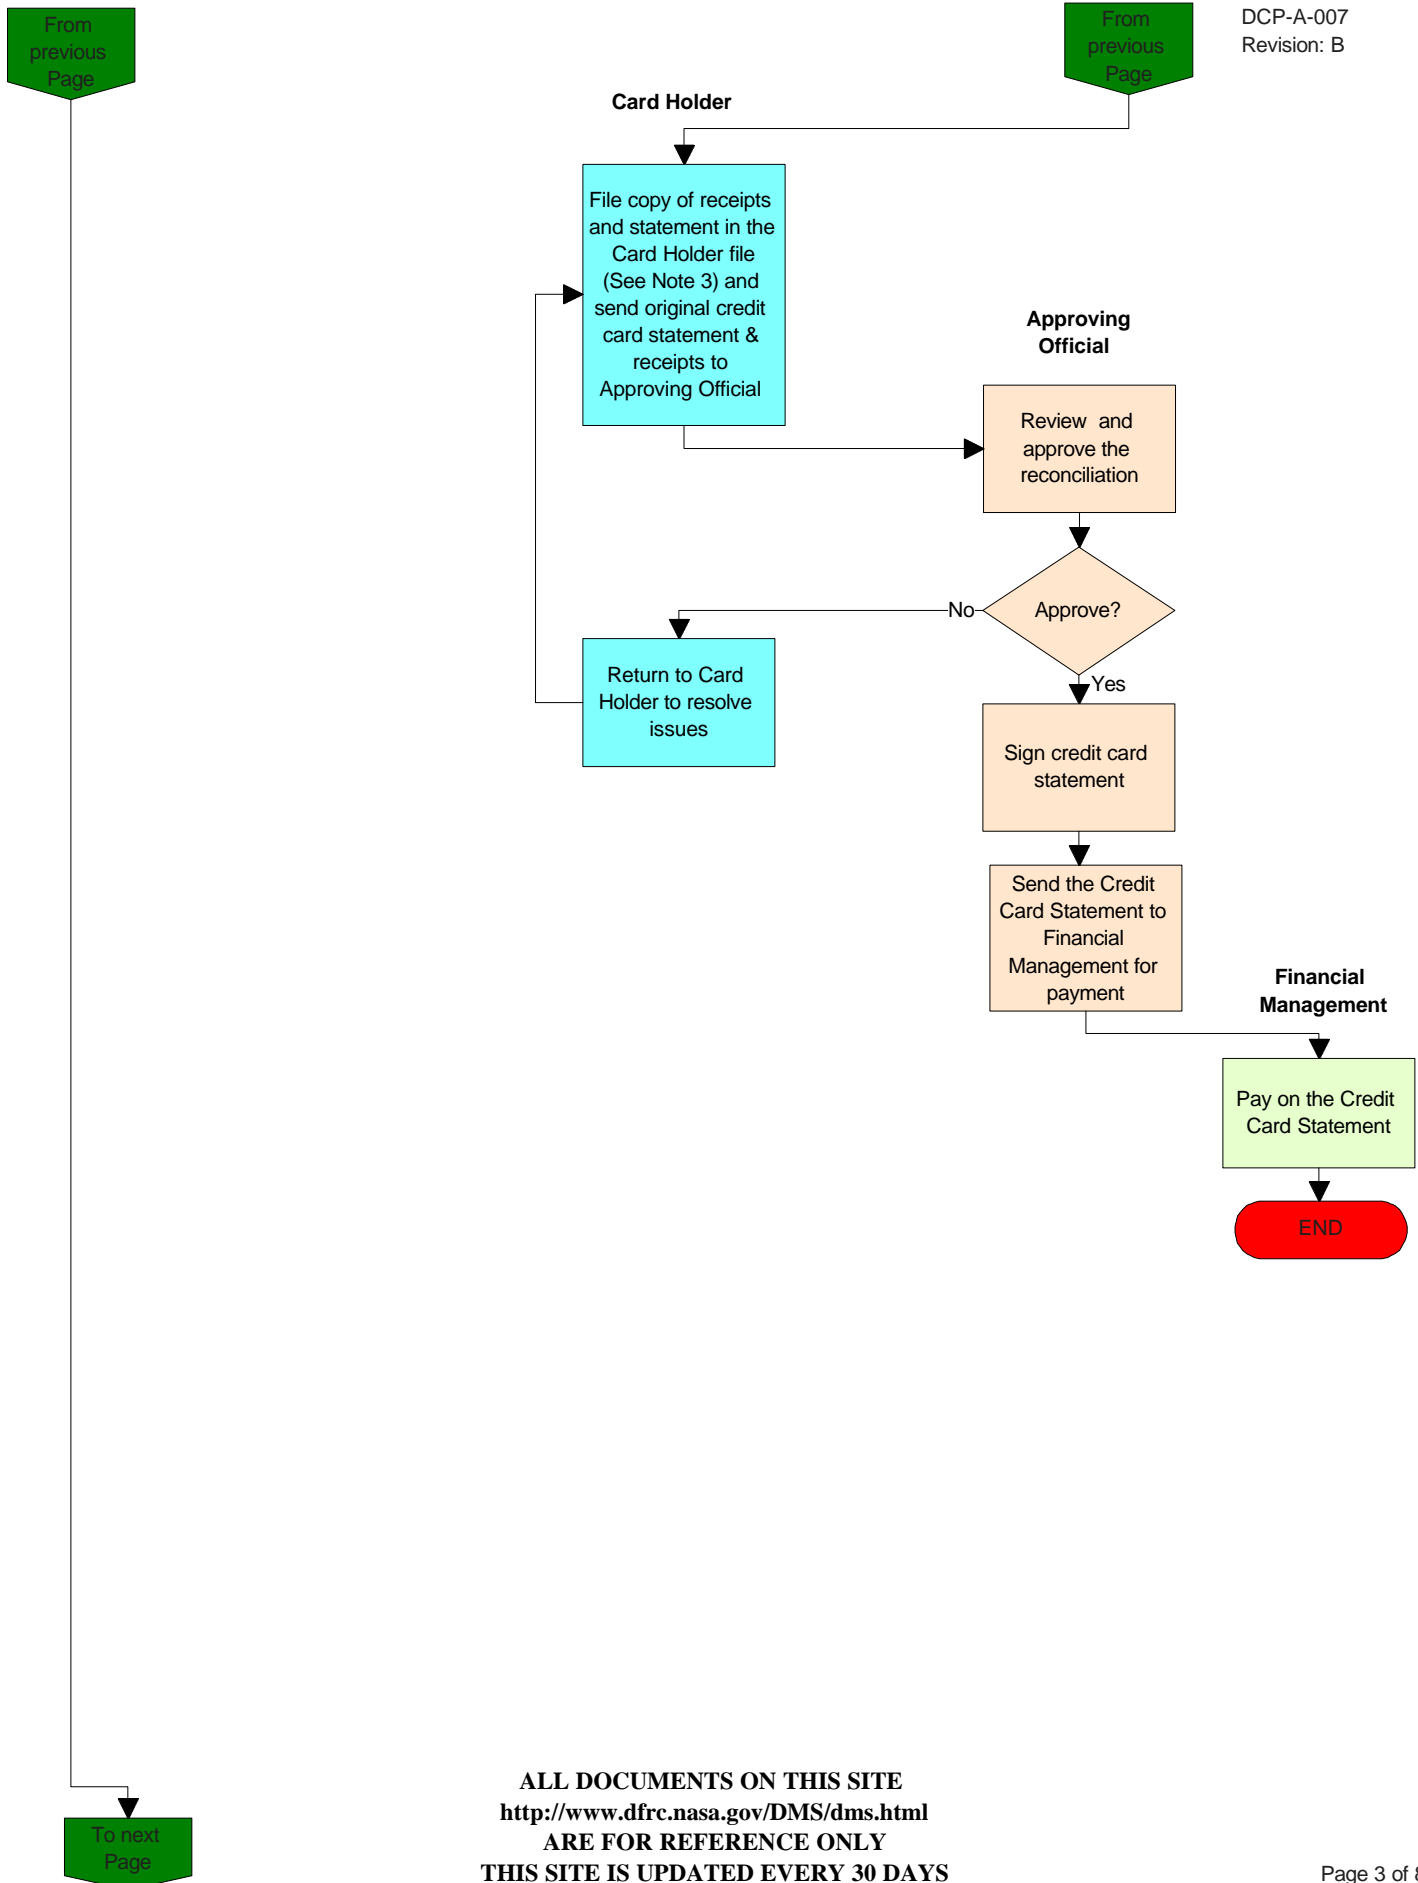 From
previous
Page
From
previous
Page
DCP-A-007
Revision: B
Card Holder
File copy of receipts
and statement in the
Card Holder file
(See Note 3) and
send original credit
card statement &
receipts to
Approving Official
Approving
Official
Review and
approve the
reconciliation
No
Approve?
Return to Card
Holder to resolve
issues
Yes
Sign credit card
statement
Send the Credit
Card Statement to
Financial
Management for
payment
Financial
Management
Pay on the Credit
Card Statement
END
To next
Page
ALL DOCUMENTS ON THIS SITE
http://www.dfrc.nasa.gov/DMS/dms.html
ARE FOR REFERENCE ONLY
THIS SITE IS UPDATED EVERY 30 DAYS
Page 3 of 8